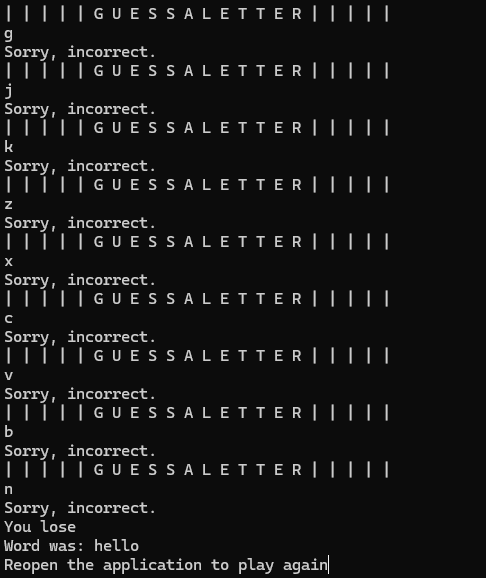 | | | | | G U E S S A L E T T E R | | | | |
g
Sorry, incorrect.
| | | | | G U E S S A L E T T E R | | | | |
j
Sorry, incorrect.
| | | | | G U E S S A L E T T E R | | | | |
k
Sorry, incorrect.
| | | | | G U E S S A L E T T E R | | | | |
z
Sorry, incorrect.
| | | | | G U E S S A L E T T E R | | | | |
x
Sorry, incorrect.
| | | | | G U E S S A L E T T E R | | | | |
c
Sorry, incorrect.
| | | | | G U E S S A L E T T E R | | | | |
v
Sorry, incorrect.
| | | | | G U E S S A L E T T E R | | | | |
b
Sorry, incorrect.
| | | | | G U E S S A L E T T E R | | | | |
n
Sorry, incorrect.
You lose
Word was: hello
Reopen the application to play again